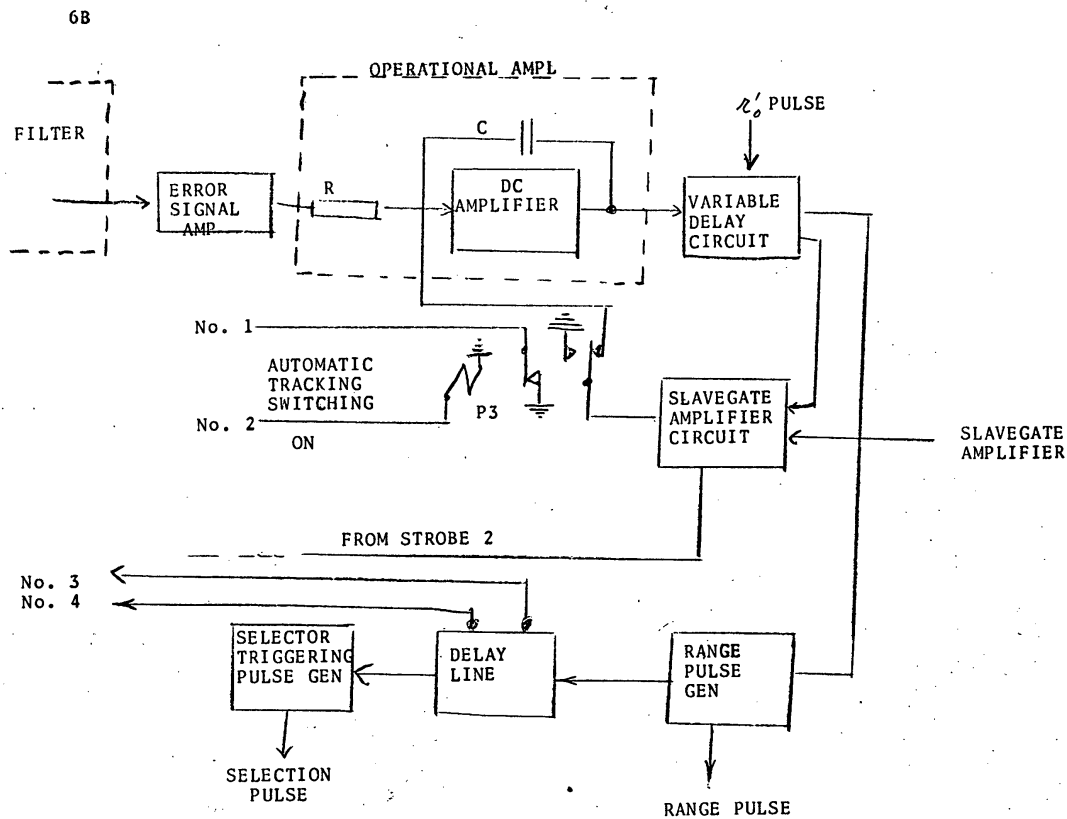 6B
OPERATIONAL AMPL
FILTER
C
r₀' PULSE
ERROR
SIGNAL
AMP
R
DC
AMPLIFIER
VARIABLE
DELAY
CIRCUIT
No. 1
AUTOMATIC
TRACKING
SWITCHING
P3
No. 2
ON
SLAVEGATE
AMPLIFIER
CIRCUIT
SLAVEGATE
AMPLIFIER
FROM STROBE 2
No. 3
No. 4
SELECTOR
TRIGGERING
PULSE GEN
DELAY
LINE
RANGE
PULSE
GEN
SELECTION
PULSE
RANGE PULSE